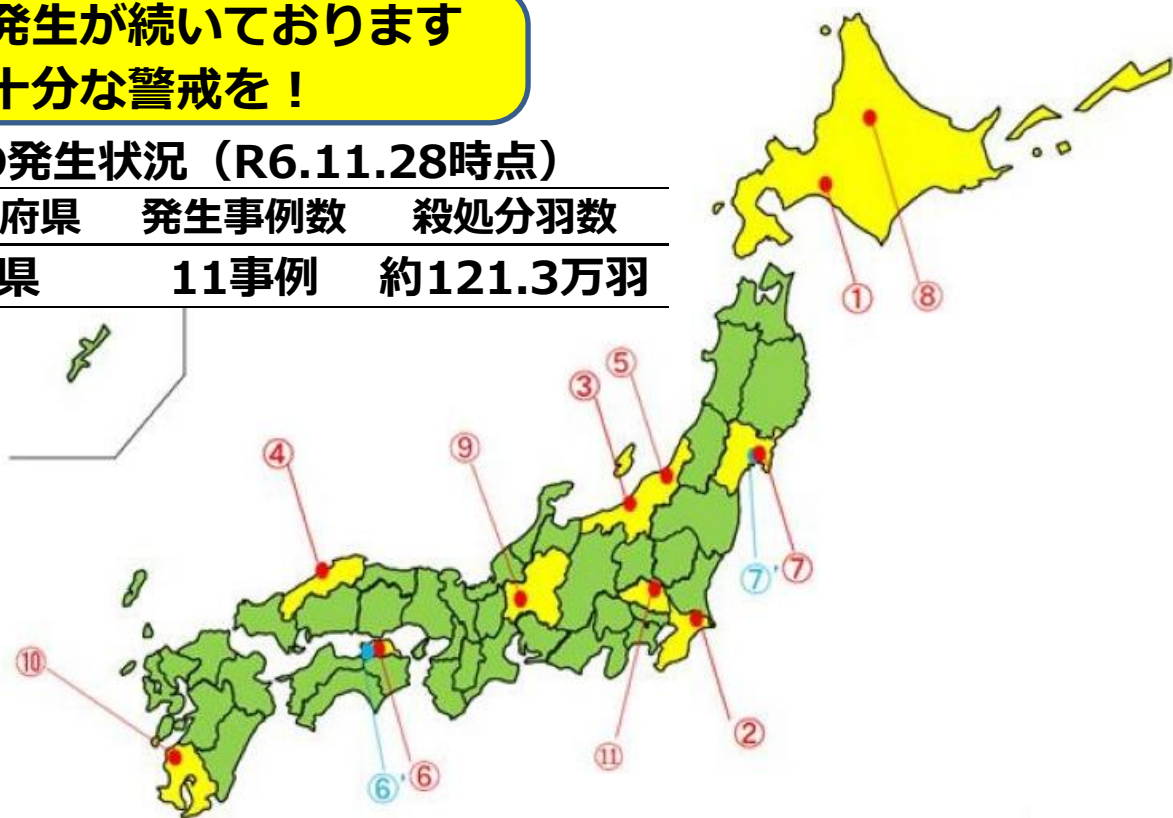 発生が続いております
十分な警戒を！
発生状況（R6.11.28時点）
府県 発生事例数 殺処分羽数
県 11事例 約121.3万羽
① ⑧
⑤
③
④ ⑨
⑦' ⑦
⑩
②
⑪
⑥' ⑥